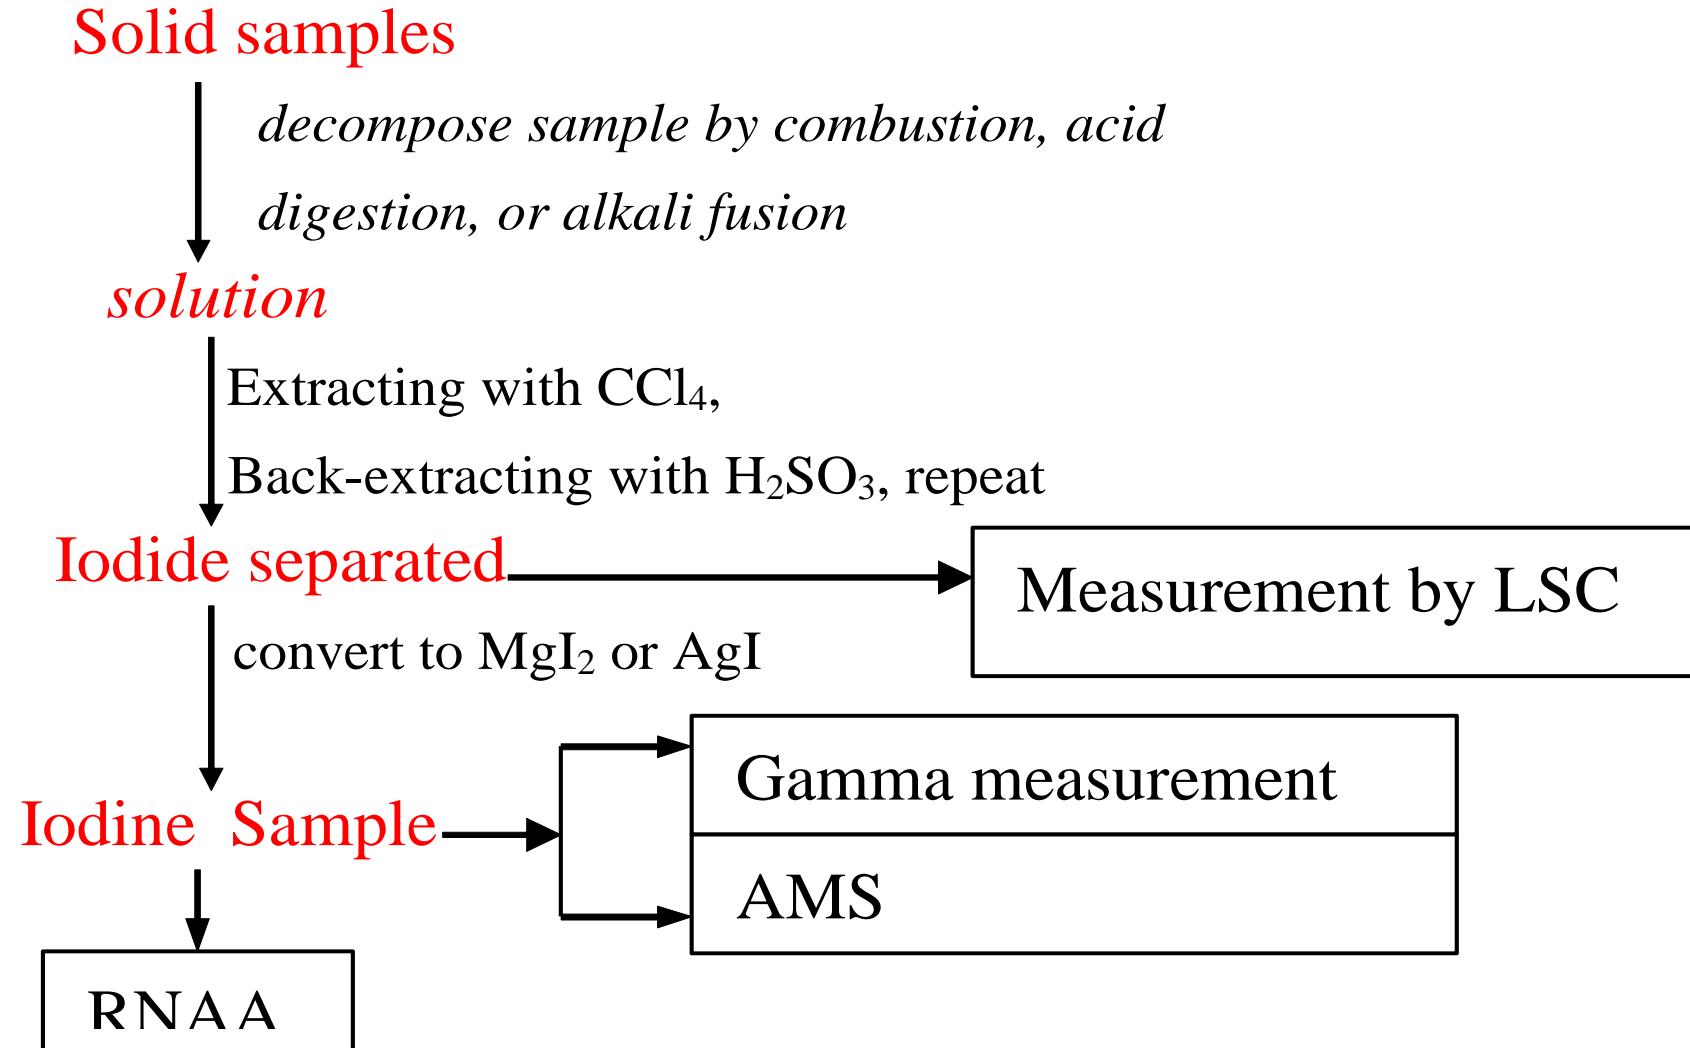 Solid samples
decompose sample by combustion, acid
digestion, or alkali fusion
solution
Extracting with CCl₄,
Back-extracting with H₂SO₃, repeat
Iodide separated
Measurement by LSC
convert to MgI₂ or AgI
Gamma measurement
Iodine Sample
AMS
RNAA